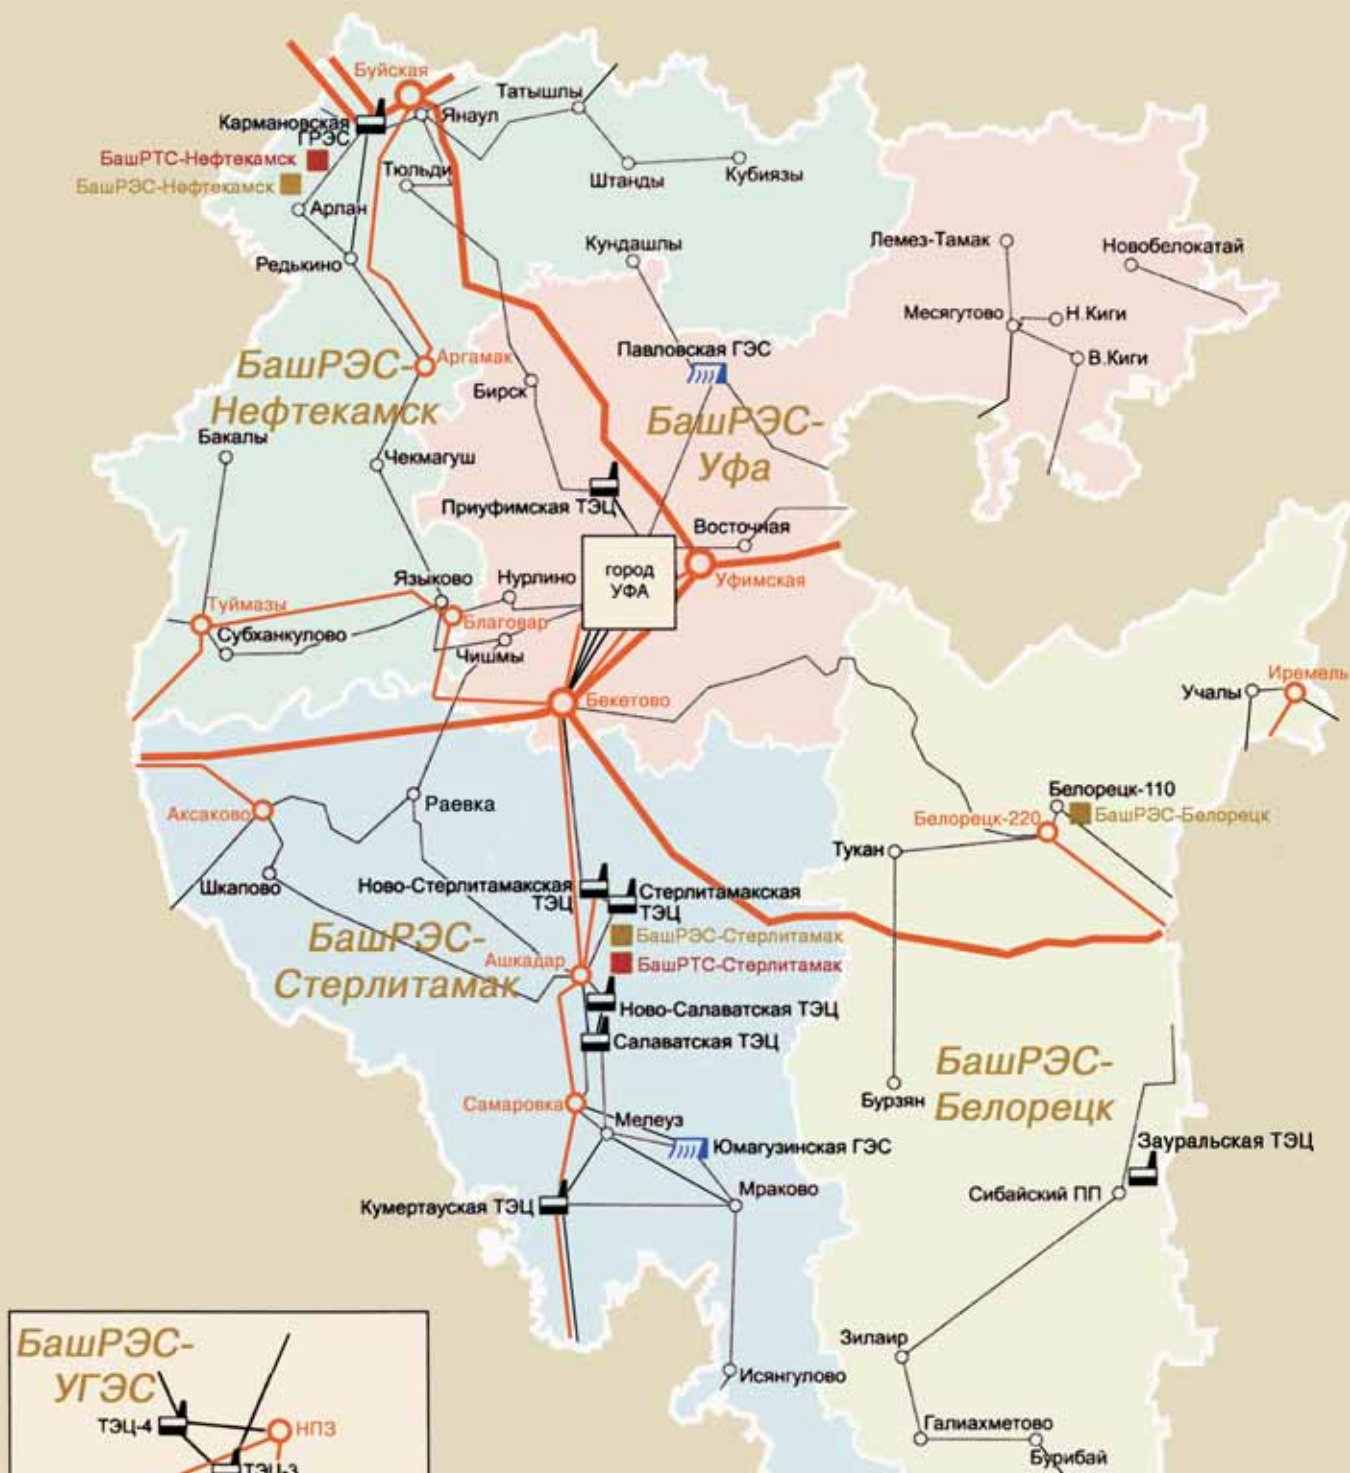 Буйская
Татышлы
Кармановская
ГРЭС
Янаул
БашРТС-Нефтекамск
БашРЭС-Нефтекамск
Тюльди
Штанды
Кубиязы
Арлан
Редькино
Кундашлы
Лемез-Тамак
Новобелокатай
Месягутово
Н.Киги
В.Киги
Павловская ГЭС
Аргамак
БашРЭС-
Нефтекамск
Бирск
БашРЭС-
Уфа
Бакалы
Чекмагуш
Приуфимская ТЭЦ
Восточная
город
УФА
Уфимская
Языково
Нурлино
Туймазы
Благовар
Субханкулово
Чишмы
Бекетово
Иремель
Учалы
Аксаково
Раевка
Белорецк-110
Белорецк-220
БашРЭС-Белорецк
Тукан
Шкапово
Ново-Стерлитамакская
ТЭЦ
Стерлитамакская
ТЭЦ
БашРЭС-
Стерлитамак
БашРЭС-Стерлитамак
БашРТС-Стерлитамак
Ашкадар
Ново-Салаватская ТЭЦ
Салаватская ТЭЦ
БашРЭС-
Белорецк
Самаровка
Мелеуз
Бурзян
Юмагузинская ГЭС
Зауральская ТЭЦ
Кумертауская ТЭЦ
Мраково
Сибайский ПП
Зилаир
Исянгулово
Галиахметово
Бурибай
БашРЭС-
УГЭС
ТЭЦ-4
НПЗ
ТЭЦ-3